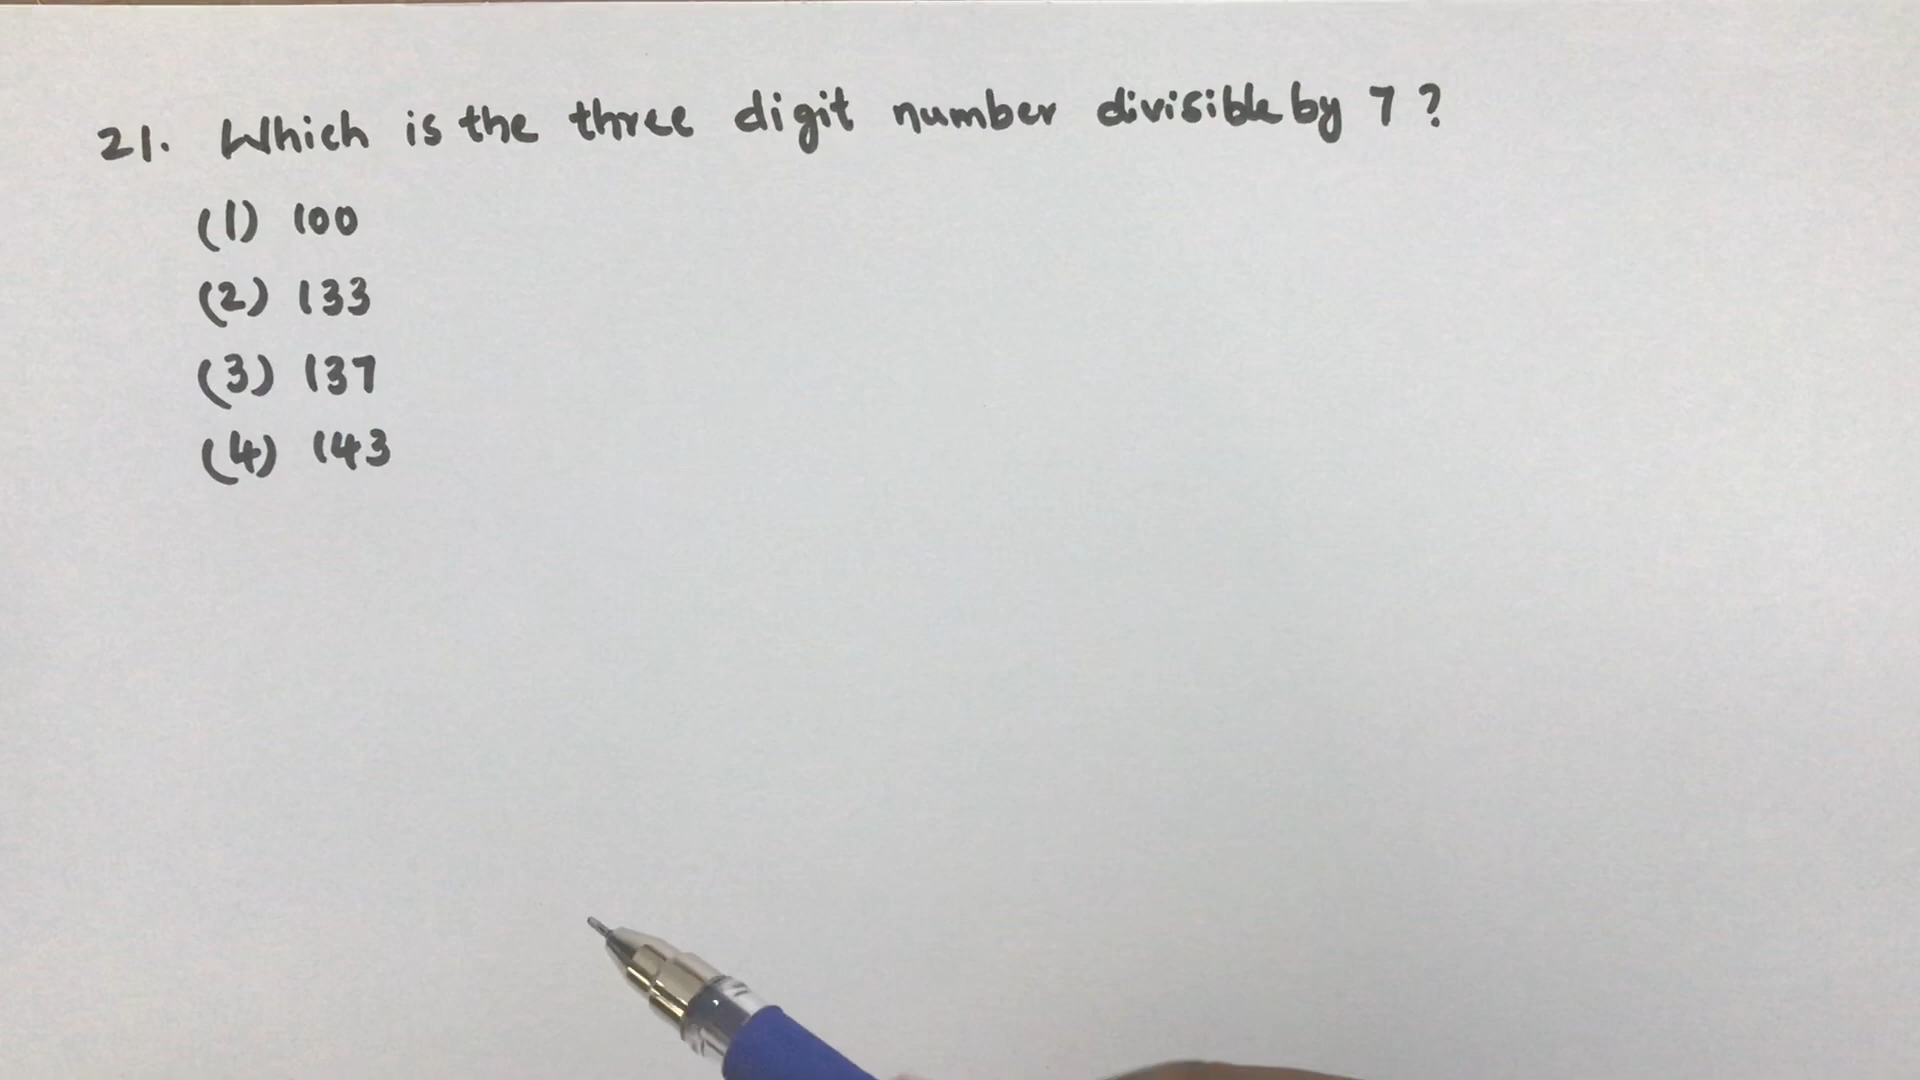 21. Which is the three digit number divisible by 7?
(1) 100
(2) 133
(3) 137
(4) 143